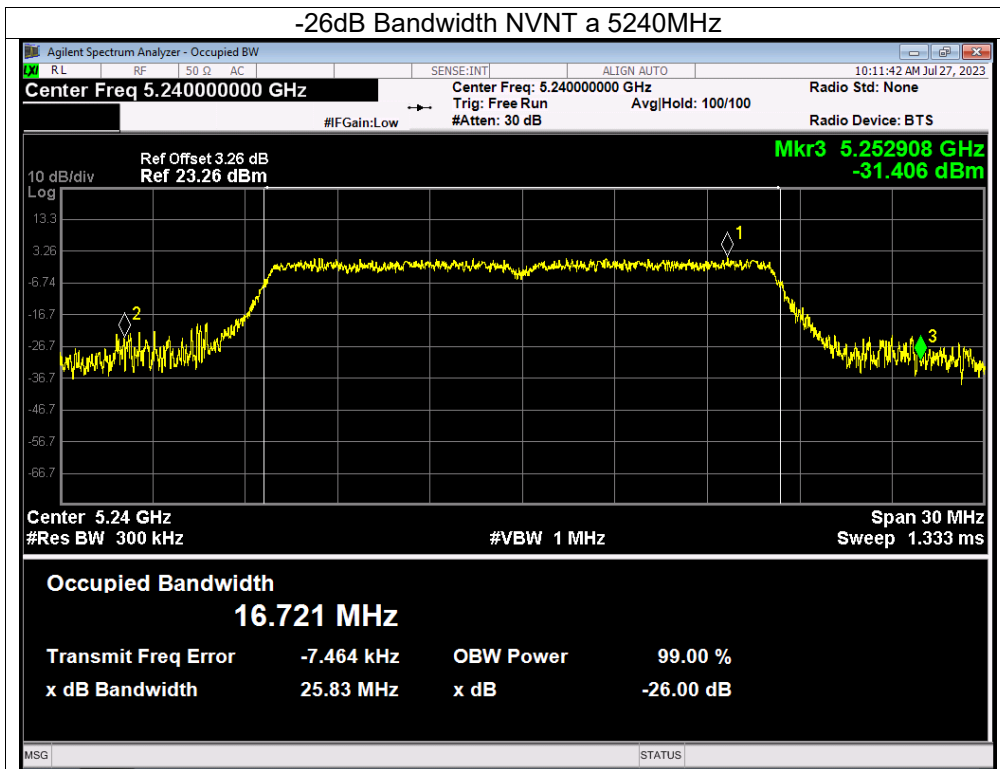 -26dB Bandwidth NVNT a 5240MHz
Agilent Spectrum Analyzer - Occupied BW
LXI RL RF 50 Ω AC SENSE:INT ALIGN AUTO 10:11:42 AM Jul 27, 2023
Center Freq 5.240000000 GHz Center Freq: 5.240000000 GHz Radio Std: None
Trig: Free Run Avg|Hold: 100/100
#IFGain:Low #Atten: 30 dB Radio Device: BTS
Mkr3 5.252908 GHz
-31.406 dBm
Ref Offset 3.26 dB
10 dB/div Ref 23.26 dBm
Log
13.3
3.26
-6.74
-16.7
-26.7
-36.7
-46.7
-56.7
-66.7
1
2
3
Center 5.24 GHz Span 30 MHz
#Res BW 300 kHz #VBW 1 MHz Sweep 1.333 ms
Occupied Bandwidth
16.721 MHz
Transmit Freq Error -7.464 kHz OBW Power 99.00 %
x dB Bandwidth 25.83 MHz x dB -26.00 dB
MSG STATUS